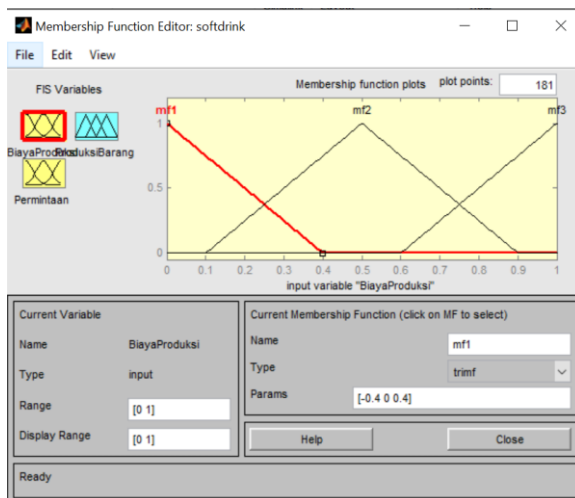 Membership Function Editor: softdrink
File Edit View
FIS Variables
Membership function plots
plot points:
181
mf1
mf2
mf3
BiayaProduksi
ProduksiBarang
Permintaan
1
0.5
0
0 0.1 0.2 0.3 0.4 0.5 0.6 0.7 0.8 0.9 1
input variable "BiayaProduksi"
Current Variable
Name BiayaProduksi
Type input
Range [0 1]
Display Range [0 1]
Current Membership Function (click on MF to select)
Name mf1
Type trimf
Params [-0.4 0 0.4]
Help Close
Ready